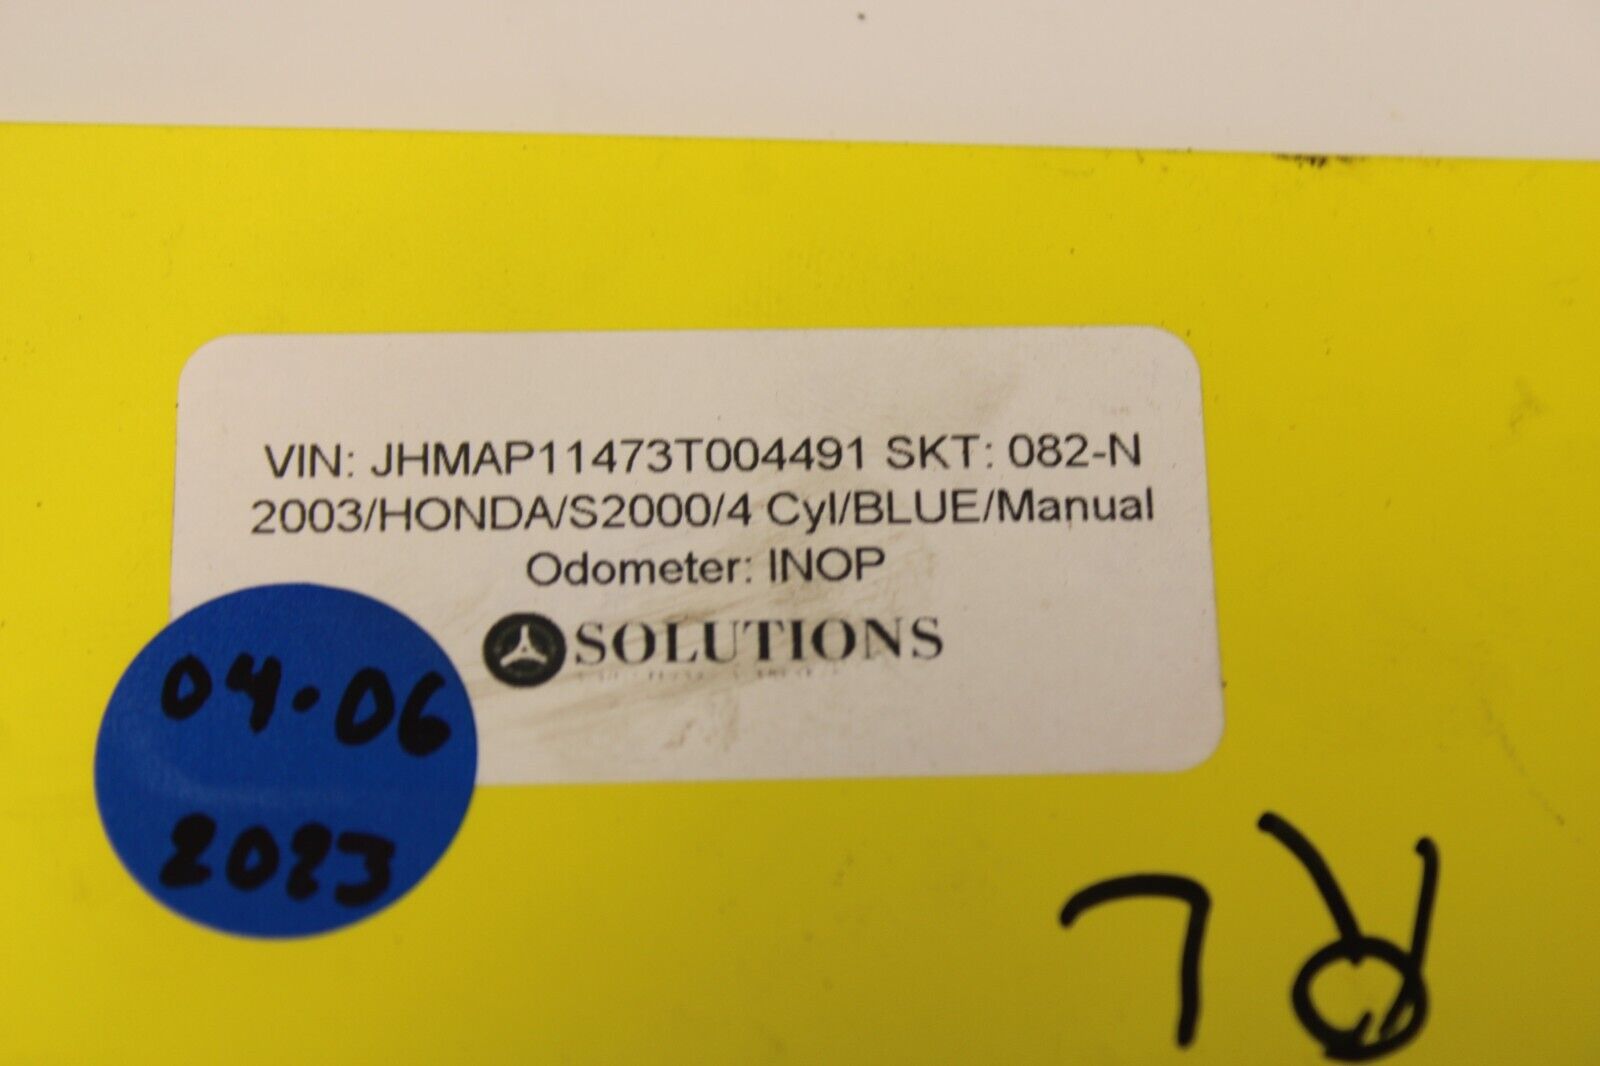 VIN: JHMAP11473T004491 SKT: 082-N
2003/HONDA/S2000/4 Cyl/BLUE/Manual
Odometer: INOP
SOLUTIONS
04.06
2023
RL